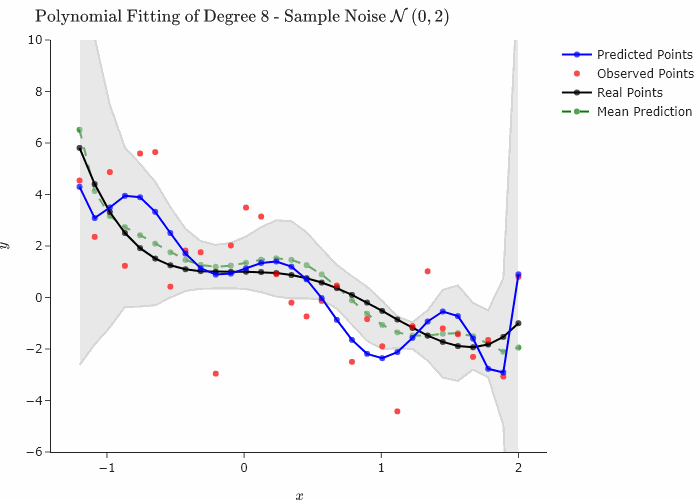 Polynomial Fitting of Degree 8 - Sample Noise 𝒩 (0, 2)
Predicted Points
Observed Points
Real Points
Mean Prediction
10
8
6
4
2
0
−2
−4
−6
y
−1
0
1
2
x